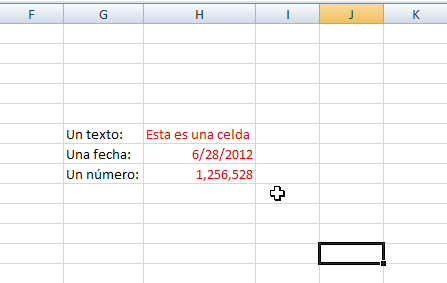 F G H I J K
Un texto: Esta es una celda
Una fecha: 6/28/2012
Un número: 1,256,528